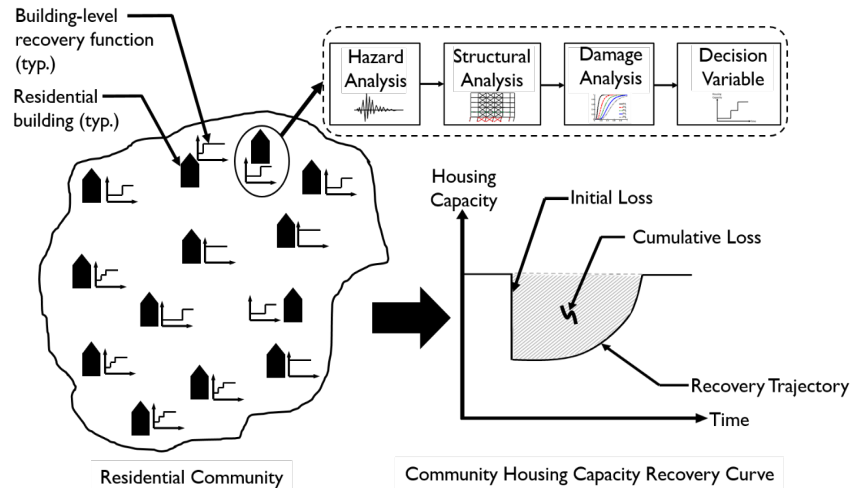 Building-level
recovery function
(typ.)
Residential
building (typ.)
Hazard
Analysis
Structural
Analysis
Damage
Analysis
Decision
Variable
Housing
Capacity
Initial Loss
Cumulative Loss
Recovery Trajectory
Time
Residential Community
Community Housing Capacity Recovery Curve